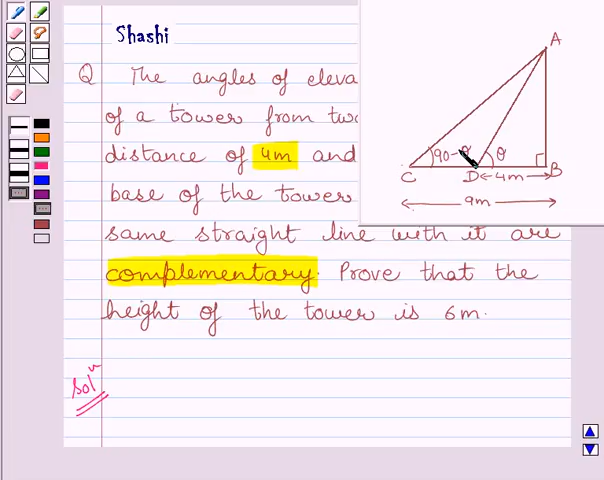 Shashi
Q The angles of eleva
of a tower from two
distance of 4m and
base of the tower
same straight line with it are
complementary. Prove that the
height of the tower is 6m.
Solⁿ
A
90-θ
θ
C
D
4m
B
9m